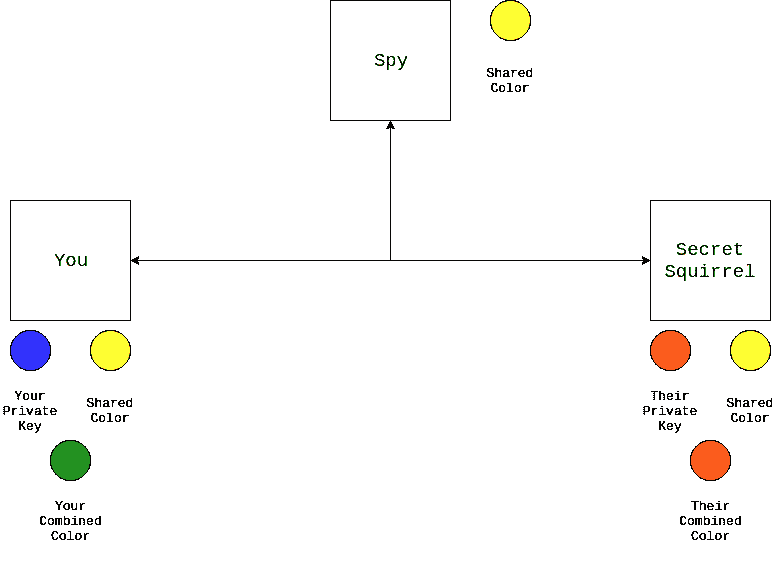 Spy
Shared
Color
You
Secret
Squirrel
Your
Private
Key
Shared
Color
Their
Private
Key
Shared
Color
Your
Combined
Color
Their
Combined
Color